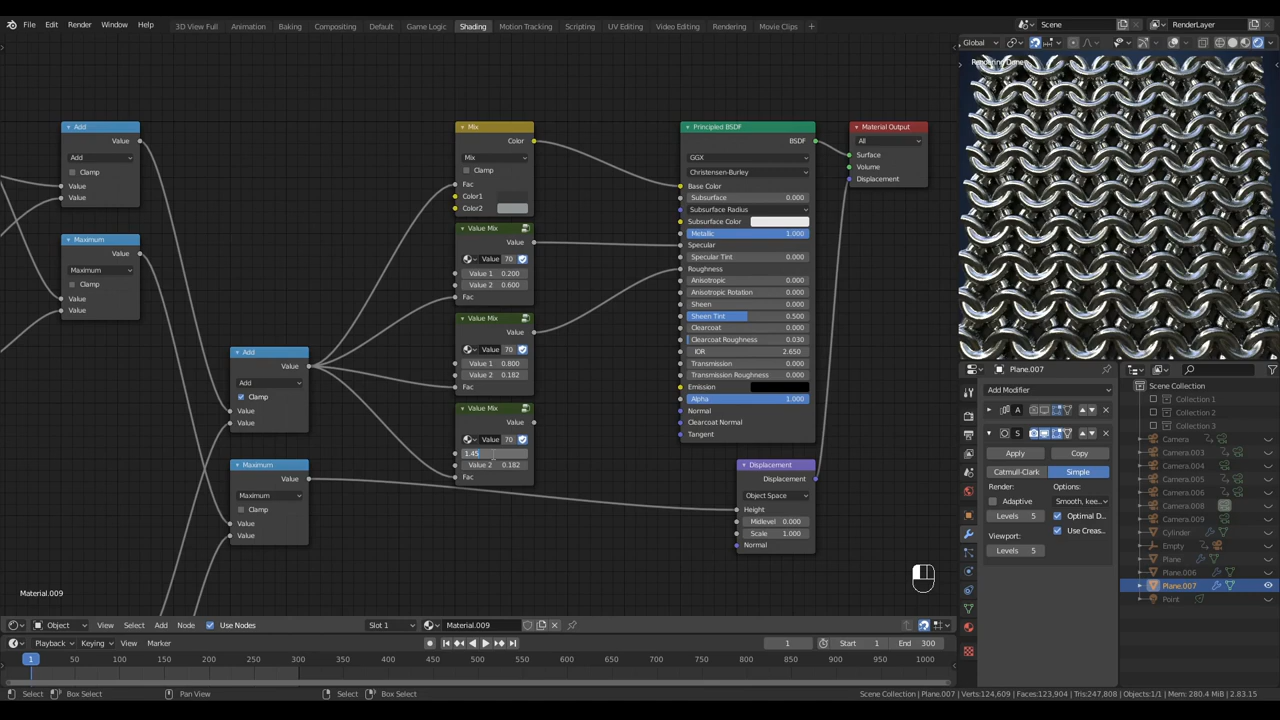 File Edit Render Window Help
3D View Full Animation Baking Compositing Default Game Logic Shading Motion Tracking Scripting UV Editing Video Editing Rendering Movie Clips +
Scene RenderLayer
Global
Rendering Done
Add
Value
Add
Clamp
Value
Value
Maximum
Value
Maximum
Clamp
Value
Value
Add
Value
Add
Clamp
Value
Value
Maximum
Value
Maximum
Clamp
Value
Value
Mix
Color
Mix
Clamp
Fac
Color1
Color2
Value Mix
Value
Value 70
Value 1 0.200
Value 2 0.600
Fac
Value Mix
Value
Value 70
Value 1 0.800
Value 2 0.182
Fac
Value Mix
Value
Value 70
1.45
Value 2 0.182
Fac
Principled BSDF
BSDF
GGX
Christensen-Burley
Base Color
Subsurface 0.000
Subsurface Radius
Subsurface Color
Metallic 1.000
Specular
Specular Tint 0.000
Roughness
Anisotropic 0.000
Anisotropic Rotation 0.000
Sheen 0.000
Sheen Tint 0.500
Clearcoat 0.000
Clearcoat Roughness 0.030
IOR 2.650
Transmission 0.000
Transmission Roughness 0.000
Emission
Alpha 1.000
Normal
Clearcoat Normal
Tangent
Displacement
Displacement
Object Space
Height
Midlevel 0.000
Scale 1.000
Normal
Material Output
All
Surface
Volume
Displacement
Plane.007
Add Modifier
A
S
Apply Copy
Catmull-Clark Simple
Render: Options:
Adaptive Smooth, kee..
Levels 5 Optimal D..
Viewport: Use Creas..
Levels 5
Scene Collection
Collection 1
Collection 2
Collection 3
Camera
Camera.003
Camera.004
Camera.005
Camera.006
Camera.008
Camera.009
Cylinder
Empty
Plane
Plane.006
Plane.007
Point
Material.009
Object View Select Add Node Use Nodes Slot 1 Material.009
Playback Keying View Marker 1 Start 1 End 300
1 50 100 150 200 250 300 350 400 450 500 550 600 650 700 750 800 850 900 950 1000
Select Box Select Pan View Select Box Select Scene Collection | Plane.007 | Verts:124,609 | Faces:123,904 | Tris:247,808 | Objects:1/1 | Mem: 280.4 MiB | 2.83.15